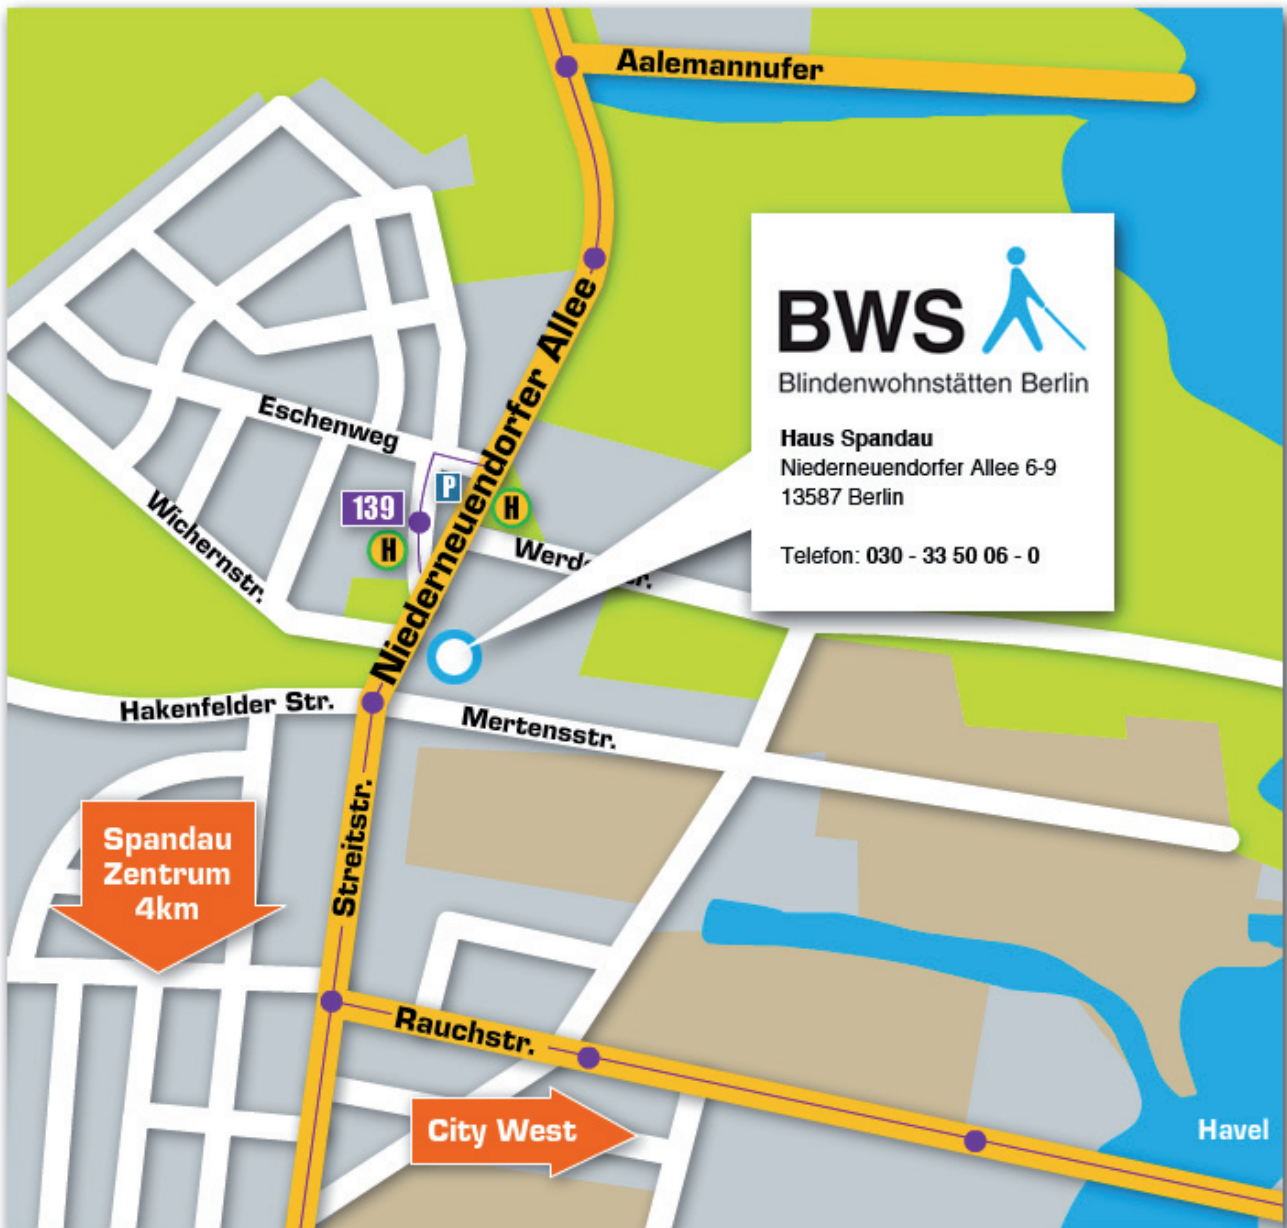 Aalemannufer
BWS
Blindenwohnstätten Berlin
Haus Spandau
Niederneuendorfer Allee 6-9
13587 Berlin
Telefon: 030 - 33 50 06 - 0
Niederneuendorfer Allee
Eschenweg
P
139
H
H
Wichernstr.
Hakenfelder Str.
Mertensstr.
Streitstr.
Spandau
Zentrum
4km
Rauchstr.
City West
Havel